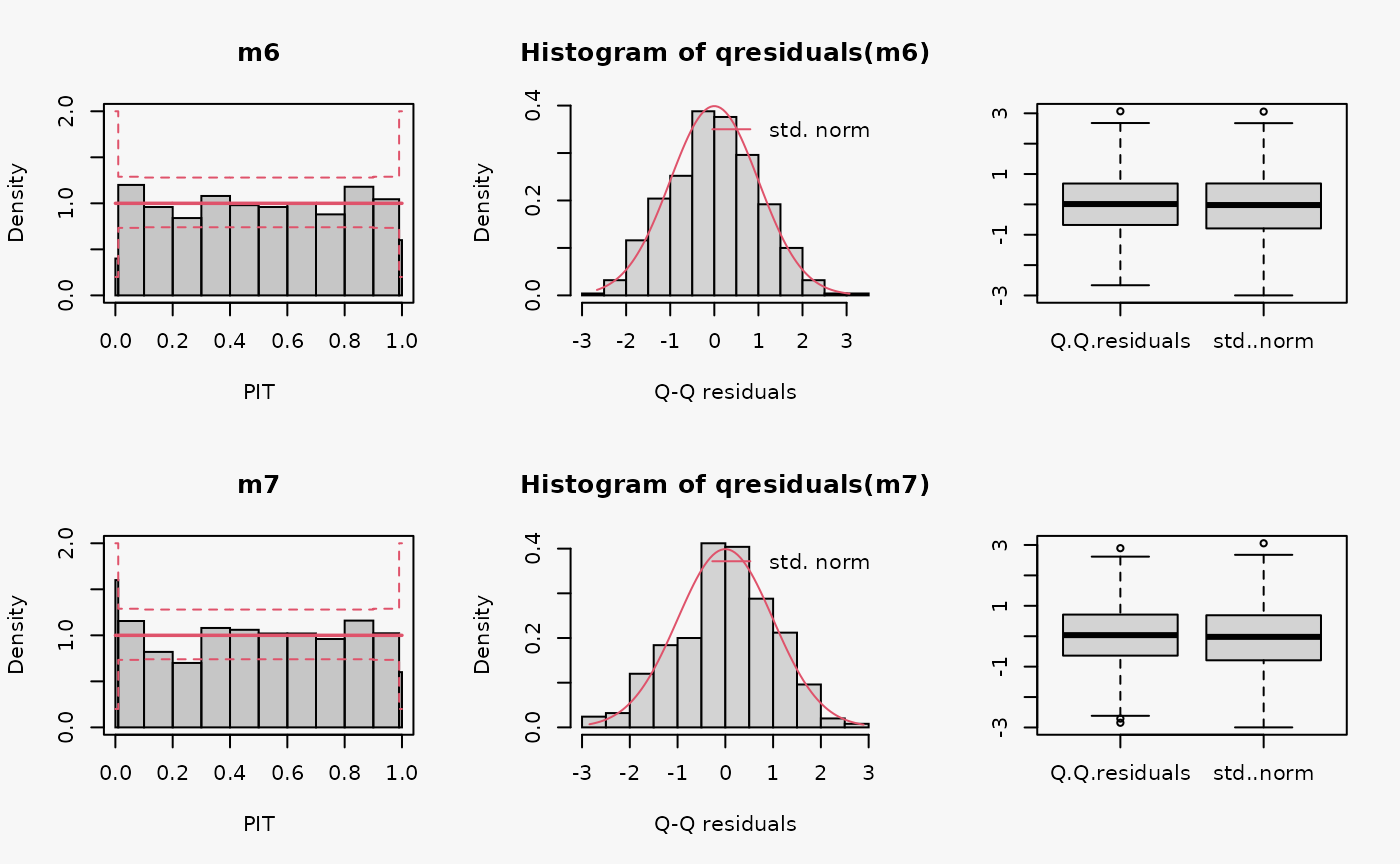 m6
Density
0.0 1.0 2.0
0.0 0.2 0.4 0.6 0.8 1.0
PIT
Histogram of qresiduals(m6)
Density
0.0 0.2 0.4
std. norm
-3 -2 -1 0 1 2 3
Q-Q residuals
-3 -1 1 3
Q.Q.residuals std..norm
m7
Density
0.0 1.0 2.0
0.0 0.2 0.4 0.6 0.8 1.0
PIT
Histogram of qresiduals(m7)
Density
0.0 0.2 0.4
std. norm
-3 -2 -1 0 1 2 3
Q-Q residuals
-3 -1 1 3
Q.Q.residuals std..norm